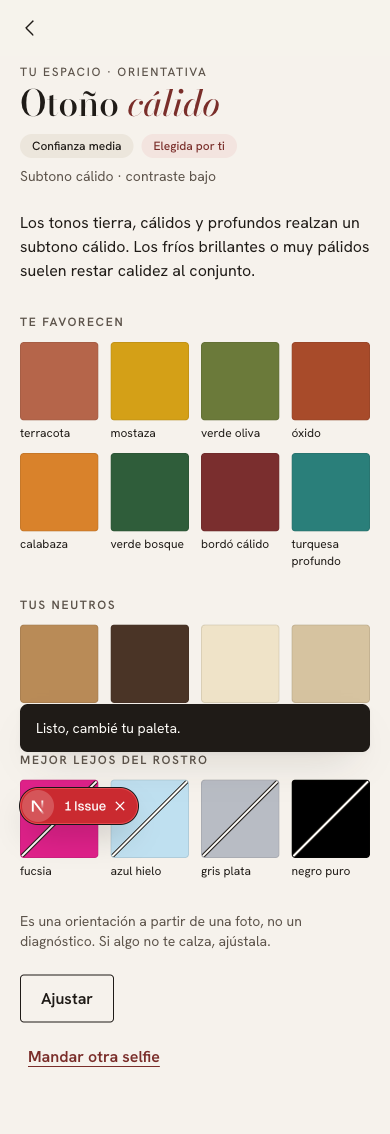 TU ESPACIO · ORIENTATIVA
Otoño cálido
Confianza media
Elegida por ti
Subtono cálido · contraste bajo
Los tonos tierra, cálidos y profundos realzan un
subtono cálido. Los fríos brillantes o muy pálidos
suelen restar calidez al conjunto.
TE FAVORECEN
terracota
mostaza
verde oliva
óxido
calabaza
verde bosque
bordó cálido
turquesa
profundo
TUS NEUTROS
Listo, cambié tu paleta.
MEJOR LEJOS DEL ROSTRO
N
1 Issue
fucsia
azul hielo
gris plata
negro puro
Es una orientación a partir de una foto, no un
diagnóstico. Si algo no te calza, ajústala.
Ajustar
Mandar otra selfie